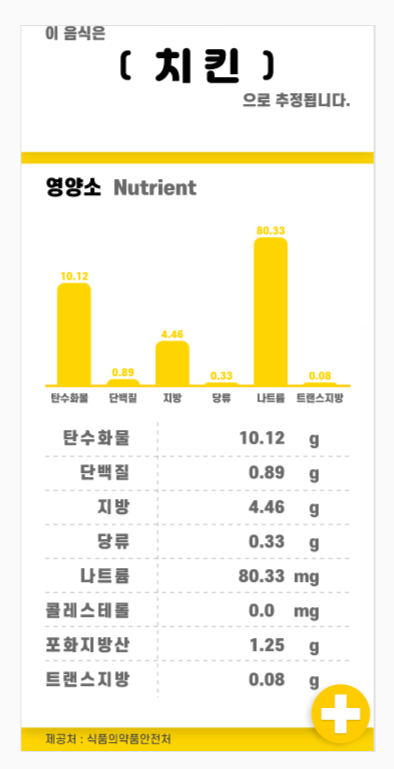 이 음식은
( 치킨 )
으로 추정됩니다.
영양소 Nutrient
80.33
10.12
4.46
0.89
0.33
0.08
탄수화물 단백질 지방 당류 나트륨 트랜스지방
탄수화물 10.12 g
단백질 0.89 g
지방 4.46 g
당류 0.33 g
나트륨 80.33 mg
콜레스테롤 0.0 mg
포화지방산 1.25 g
트랜스지방 0.08 g
제공처 : 식품의약품안전처